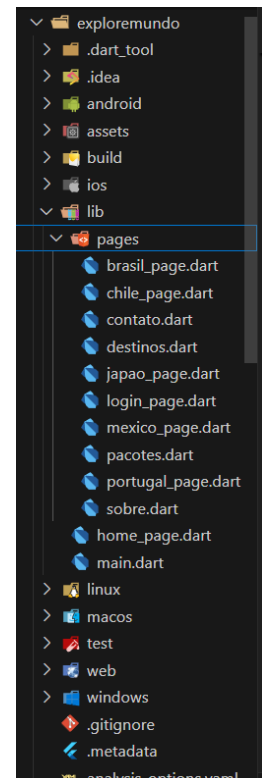 exploremundo
.dart_tool
.idea
android
assets
build
ios
lib
pages
brasil_page.dart
chile_page.dart
contato.dart
destinos.dart
japao_page.dart
login_page.dart
mexico_page.dart
pacotes.dart
portugal_page.dart
sobre.dart
home_page.dart
main.dart
linux
macos
test
web
windows
.gitignore
.metadata
analysis_options.yaml